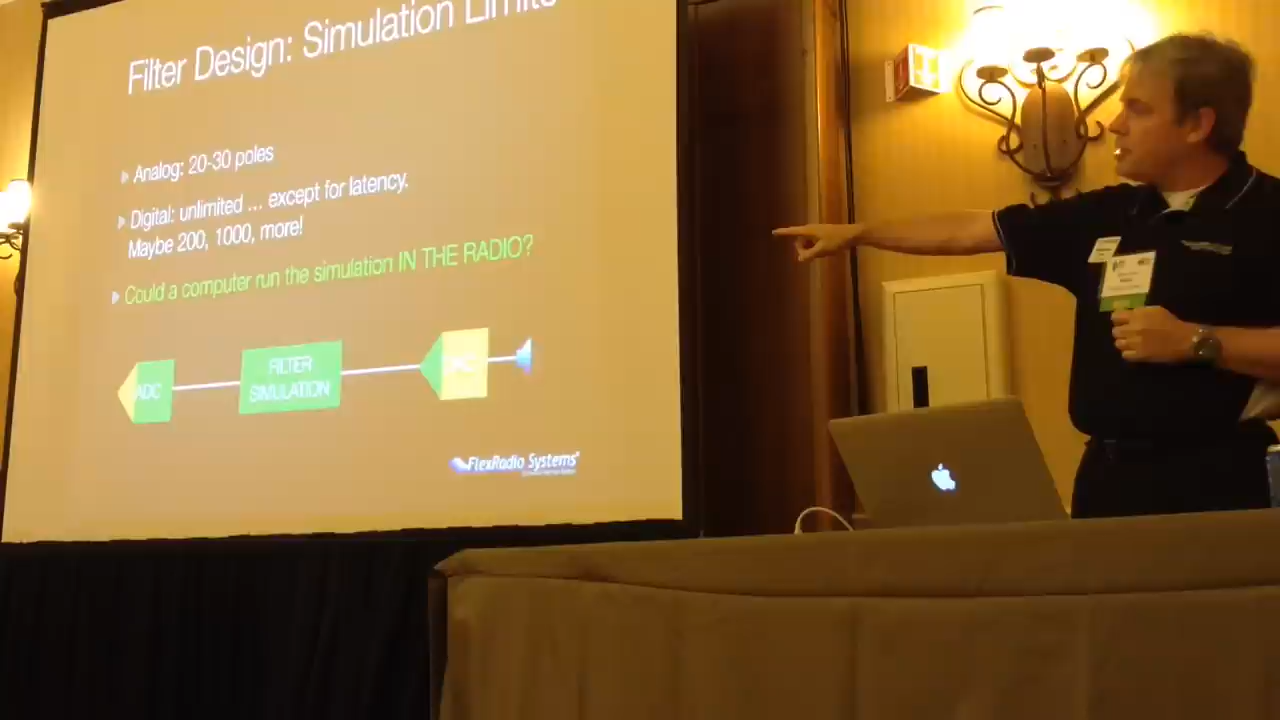 Filter Design: Simulation Limits
Analog: 20-30 poles
Digital: unlimited ... except for latency.
Maybe 200, 1000, more!
Could a computer run the simulation IN THE RADIO?
ADC
FILTER
SIMULATION
FlexRadio Systems